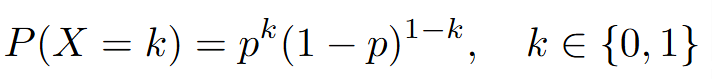 P(X = k) = p^k(1 − p)^{1−k}, k ∈ {0, 1}